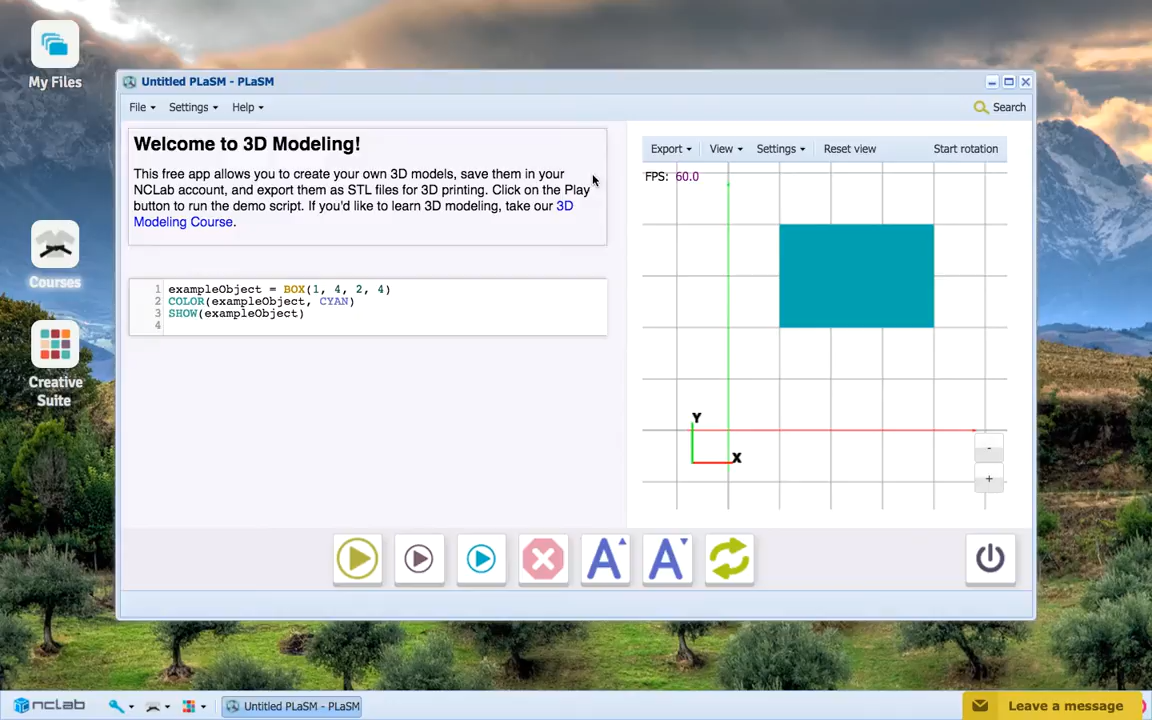 My Files
Courses
Creative
Suite
Untitled PLaSM - PLaSM
File
Settings
Help
Search
Welcome to 3D Modeling!
This free app allows you to create your own 3D models, save them in your
NCLab account, and export them as STL files for 3D printing. Click on the Play
button to run the demo script. If you'd like to learn 3D modeling, take our 3D
Modeling Course.
1 exampleObject = BOX(1, 4, 2, 4)
2 COLOR(exampleObject, CYAN)
3 SHOW(exampleObject)
4
Export
View
Settings
Reset view
Start rotation
FPS: 60.0
Y
X
-
+
A
A
nclab
Untitled PLaSM - PLaSM
Leave a message